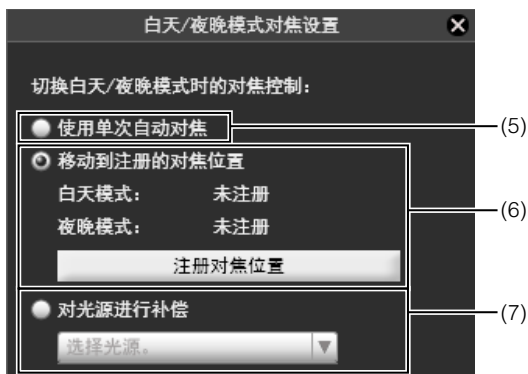 白天/夜晚模式对焦设置
切换白天/夜晚模式时的对焦控制：
使用单次自动对焦
(5)
移动到注册的对焦位置
白天模式： 未注册
夜晚模式： 未注册
(6)
注册对焦位置
对光源进行补偿
(7)
选择光源。